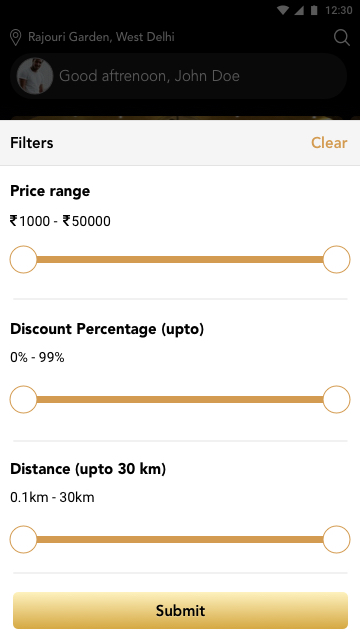 12:30
Rajouri Garden, West Delhi
Good aftrenoon, John Doe
Filters
Clear
Price range
₹1000 - ₹50000
Discount Percentage (upto)
0% - 99%
Distance (upto 30 km)
0.1km - 30km
Submit